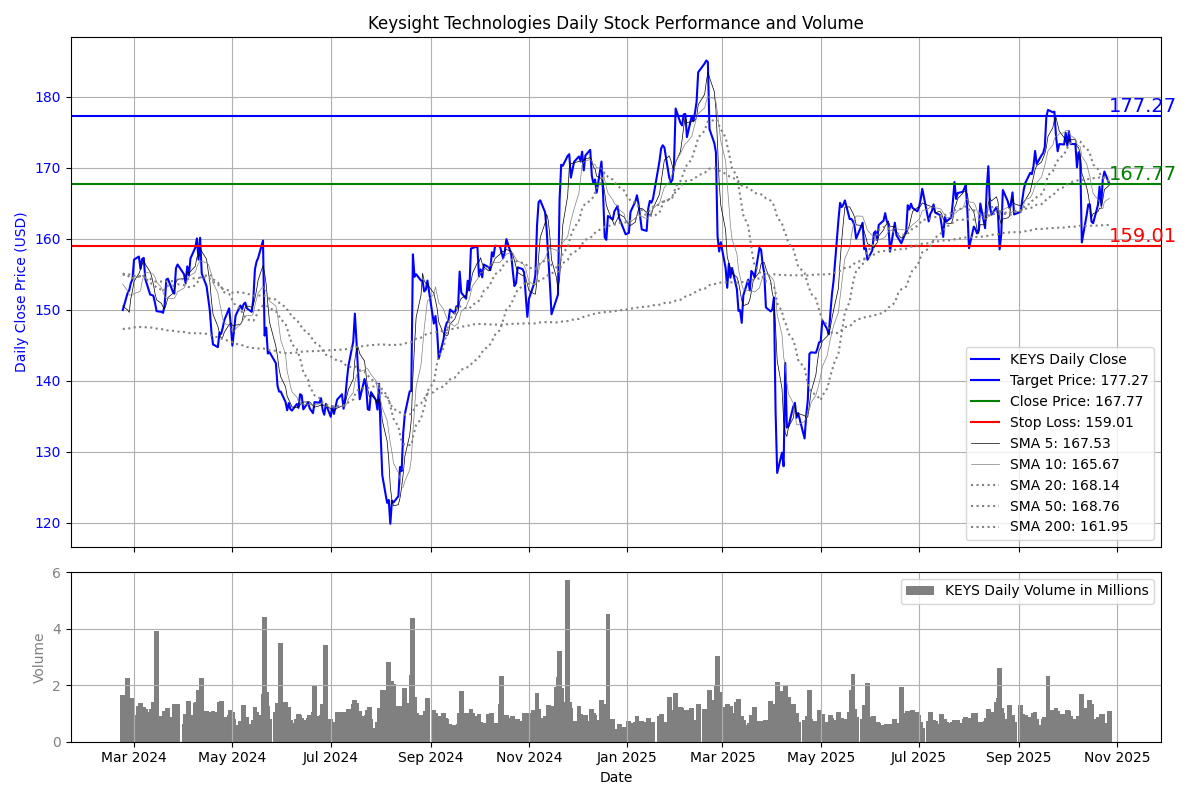 Keysight Technologies Daily Stock Performance and Volume
Daily Close Price (USD)
180
170
160
150
140
130
120
177.27
167.77
159.01
KEYS Daily Close
Target Price: 177.27
Close Price: 167.77
Stop Loss: 159.01
SMA 5: 167.53
SMA 10: 165.67
SMA 20: 168.14
SMA 50: 168.76
SMA 200: 161.95
Volume
6
4
2
0
KEYS Daily Volume in Millions
Mar 2024
May 2024
Jul 2024
Sep 2024
Nov 2024
Jan 2025
Mar 2025
May 2025
Jul 2025
Sep 2025
Nov 2025
Date